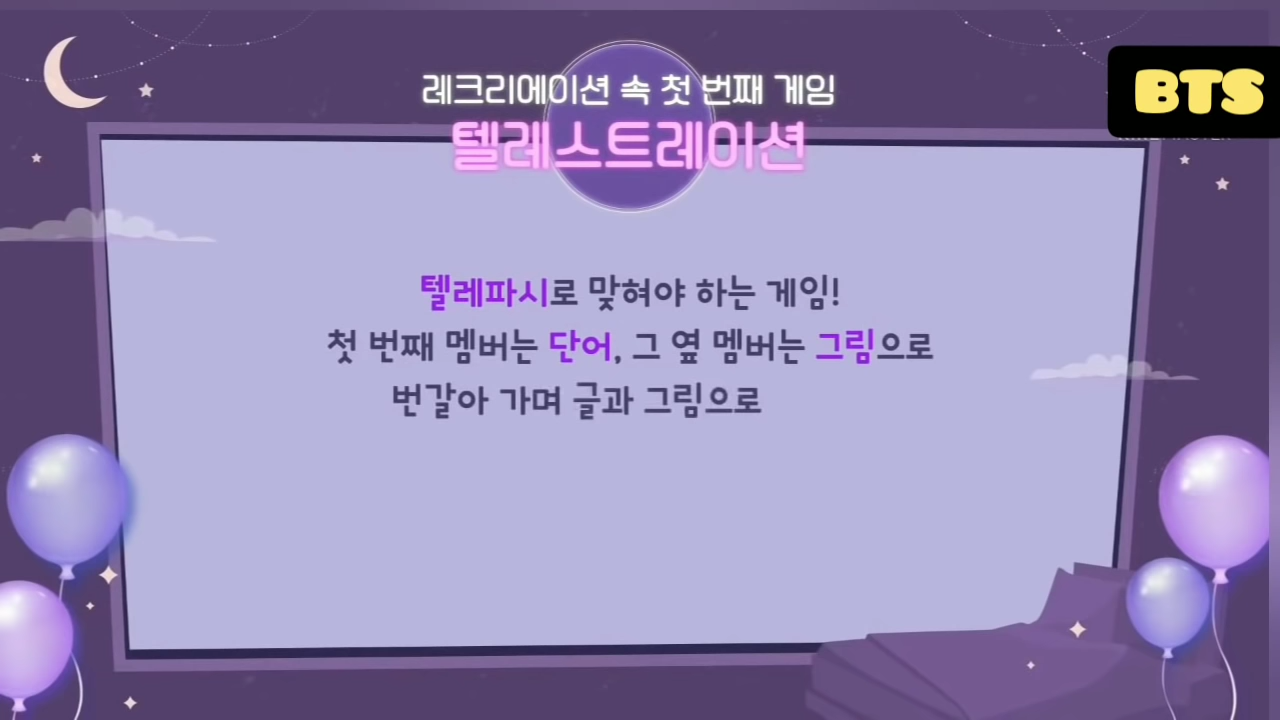 레크리에이션 속 첫 번째 게임
텔레스트레이션
BTS
텔레파시로 맞혀야 하는 게임!
첫 번째 멤버는 단어, 그 옆 멤버는 그림으로
번갈아 가며 글과 그림으로